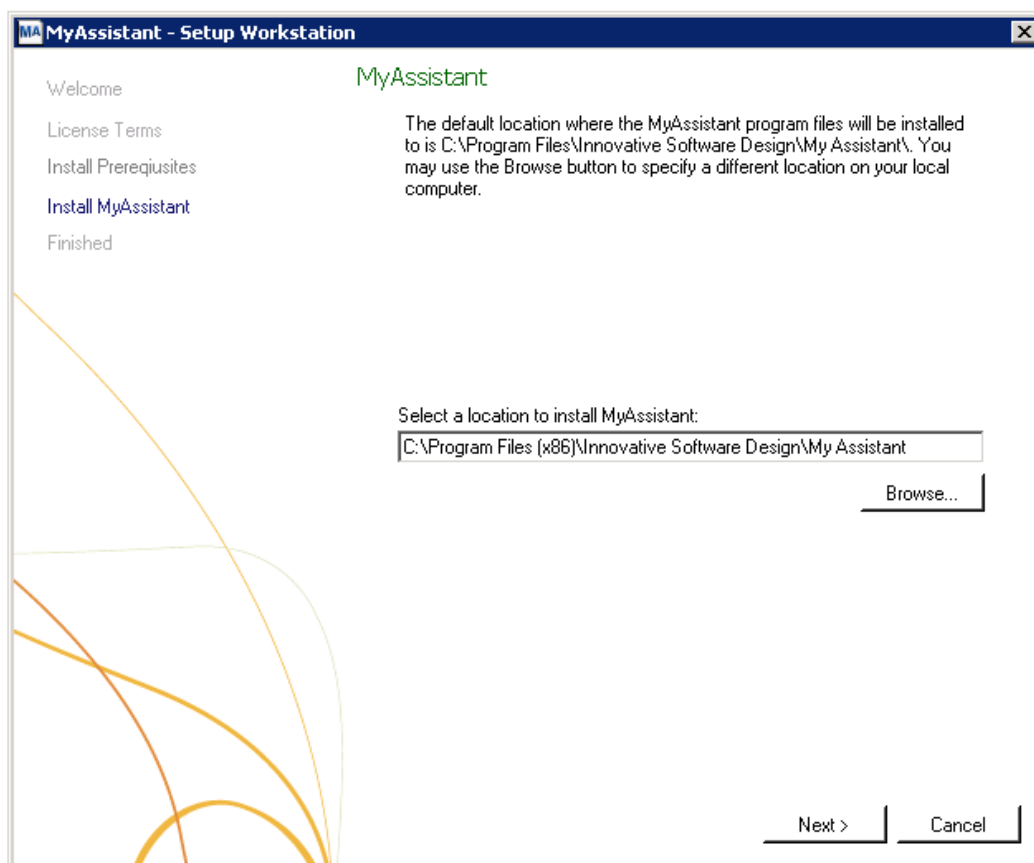 MA MyAssistant - Setup Workstation
Welcome
License Terms
Install Prereqiusites
Install MyAssistant
Finished
MyAssistant
The default location where the MyAssistant program files will be installed
to is C:\Program Files\Innovative Software Design\My Assistant\. You
may use the Browse button to specify a different location on your local
computer.
Select a location to install MyAssistant:
C:\Program Files (x86)\Innovative Software Design\My Assistant
Browse...
Next >
Cancel